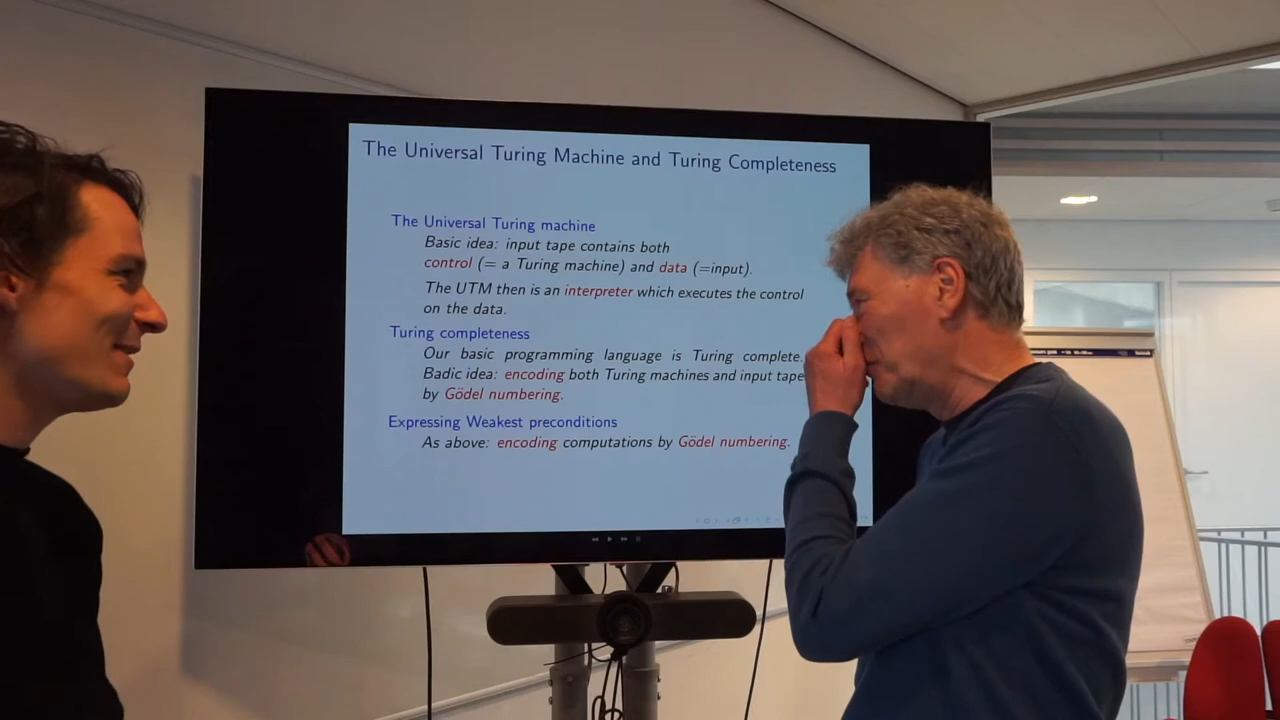 The Universal Turing Machine and Turing Completeness
The Universal Turing machine
Basic idea: input tape contains both
control (= a Turing machine) and data (=input).
The UTM then is an interpreter which executes the control
on the data.
Turing completeness
Our basic programming language is Turing complete.
Badic idea: encoding both Turing machines and input tape
by Gödel numbering.
Expressing Weakest preconditions
As above: encoding computations by Gödel numbering.